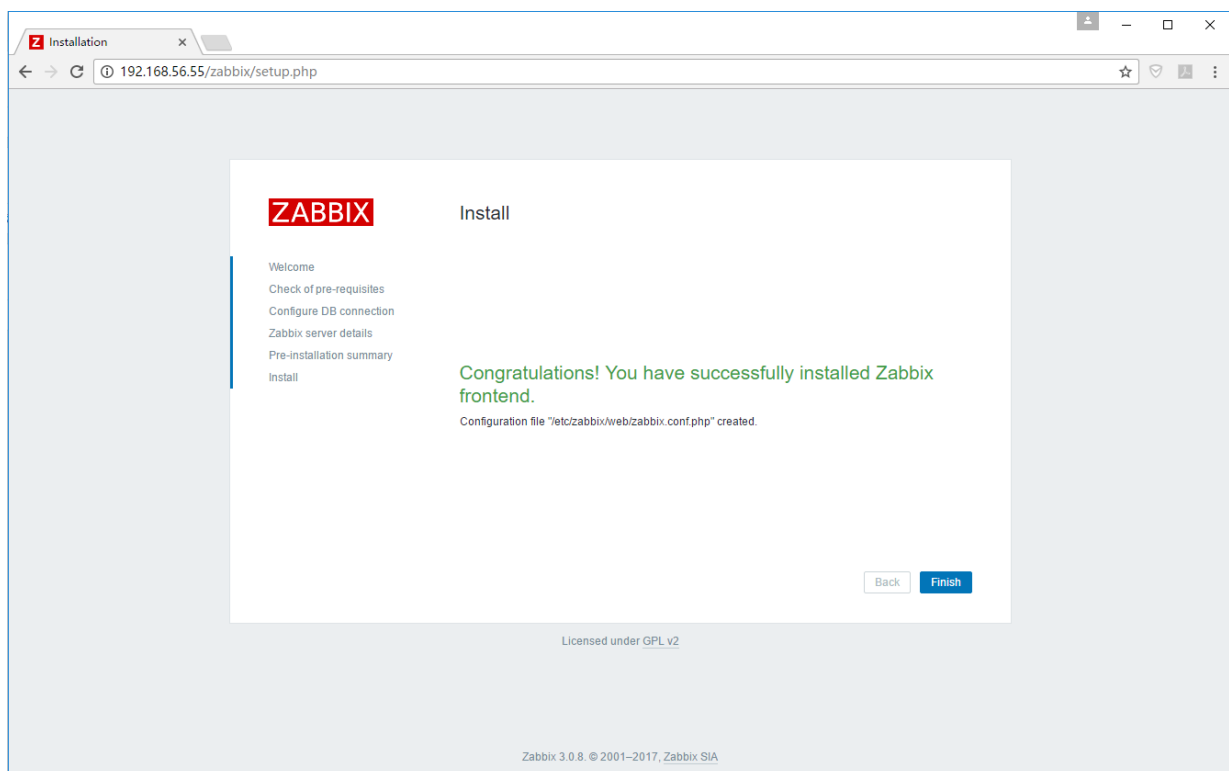 Z Installation
192.168.56.55/zabbix/setup.php
ZABBIX
Install
Welcome
Check of pre-requisites
Configure DB connection
Zabbix server details
Pre-installation summary
Install
Congratulations! You have successfully installed Zabbix
frontend.
Configuration file "/etc/zabbix/web/zabbix.conf.php" created.
Back Finish
Licensed under GPL v2
Zabbix 3.0.8. © 2001–2017, Zabbix SIA